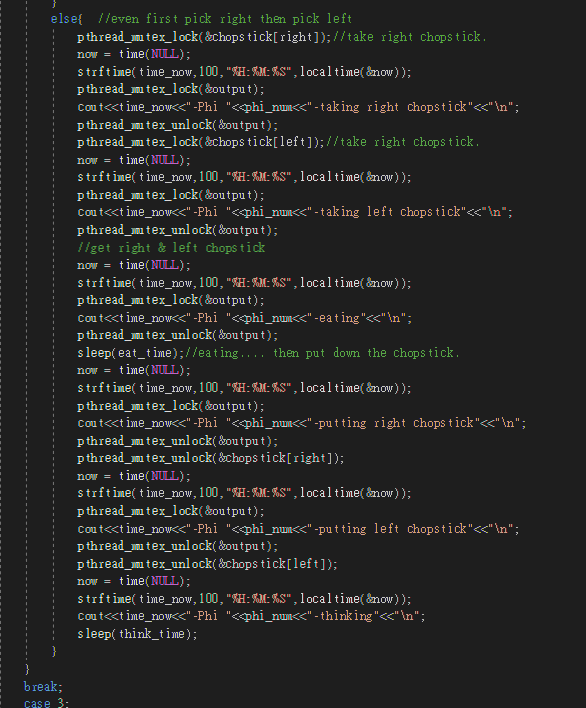 }
else{  //even first pick right then pick left
pthread_mutex_lock(&chopstick[right]);//take right chopstick.
now = time(NULL);
strftime(time_now,100,"%H:%M:%S",localtime(&now));
pthread_mutex_lock(&output);
cout<<time_now<<"-Phi "<<phi_num<<"-taking right chopstick"<<"\n";
pthread_mutex_unlock(&output);
pthread_mutex_lock(&chopstick[left]);//take right chopstick.
now = time(NULL);
strftime(time_now,100,"%H:%M:%S",localtime(&now));
pthread_mutex_lock(&output);
cout<<time_now<<"-Phi "<<phi_num<<"-taking left chopstick"<<"\n";
pthread_mutex_unlock(&output);
//get right & left chopstick
now = time(NULL);
strftime(time_now,100,"%H:%M:%S",localtime(&now));
pthread_mutex_lock(&output);
cout<<time_now<<"-Phi "<<phi_num<<"-eating"<<"\n";
pthread_mutex_unlock(&output);
sleep(eat_time);//eating.... then put down the chopstick.
now = time(NULL);
strftime(time_now,100,"%H:%M:%S",localtime(&now));
pthread_mutex_lock(&output);
cout<<time_now<<"-Phi "<<phi_num<<"-putting right chopstick"<<"\n";
pthread_mutex_unlock(&output);
pthread_mutex_unlock(&chopstick[right]);
now = time(NULL);
strftime(time_now,100,"%H:%M:%S",localtime(&now));
pthread_mutex_lock(&output);
cout<<time_now<<"-Phi "<<phi_num<<"-putting left chopstick"<<"\n";
pthread_mutex_unlock(&output);
pthread_mutex_unlock(&chopstick[left]);
now = time(NULL);
strftime(time_now,100,"%H:%M:%S",localtime(&now));
cout<<time_now<<"-Phi "<<phi_num<<"-thinking"<<"\n";
sleep(think_time);
}
}
break;
case 3: